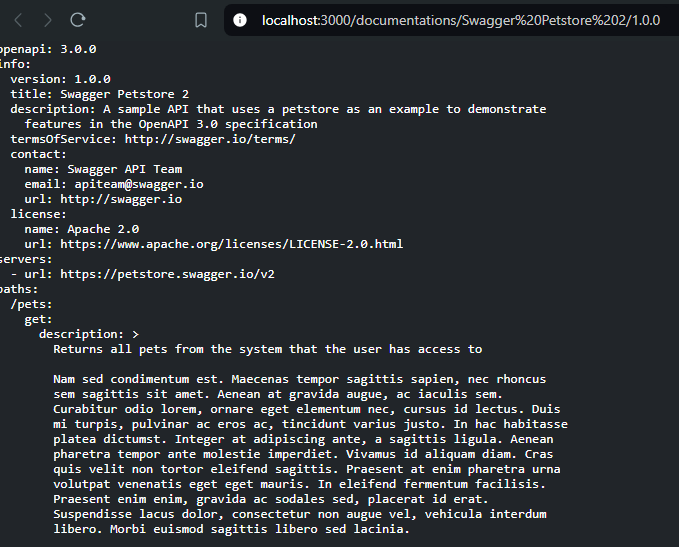 localhost:3000/documentations/Swagger%20Petstore%202/1.0.0
openapi: 3.0.0
info:
version: 1.0.0
title: Swagger Petstore 2
description: A sample API that uses a petstore as an example to demonstrate
features in the OpenAPI 3.0 specification
termsOfService: http://swagger.io/terms/
contact:
name: Swagger API Team
email: apiteam@swagger.io
url: http://swagger.io
license:
name: Apache 2.0
url: https://www.apache.org/licenses/LICENSE-2.0.html
servers:
- url: https://petstore.swagger.io/v2
paths:
/pets:
get:
description: >
Returns all pets from the system that the user has access to
Nam sed condimentum est. Maecenas tempor sagittis sapien, nec rhoncus
sem sagittis sit amet. Aenean at gravida augue, ac iaculis sem.
Curabitur odio lorem, ornare eget elementum nec, cursus id lectus. Duis
mi turpis, pulvinar ac eros ac, tincidunt varius justo. In hac habitasse
platea dictumst. Integer at adipiscing ante, a sagittis ligula. Aenean
pharetra tempor ante molestie imperdiet. Vivamus id aliquam diam. Cras
quis velit non tortor eleifend sagittis. Praesent at enim pharetra urna
volutpat venenatis eget eget mauris. In eleifend fermentum facilisis.
Praesent enim enim, gravida ac sodales sed, placerat id erat.
Suspendisse lacus dolor, consectetur non augue vel, vehicula interdum
libero. Morbi euismod sagittis libero sed lacinia.